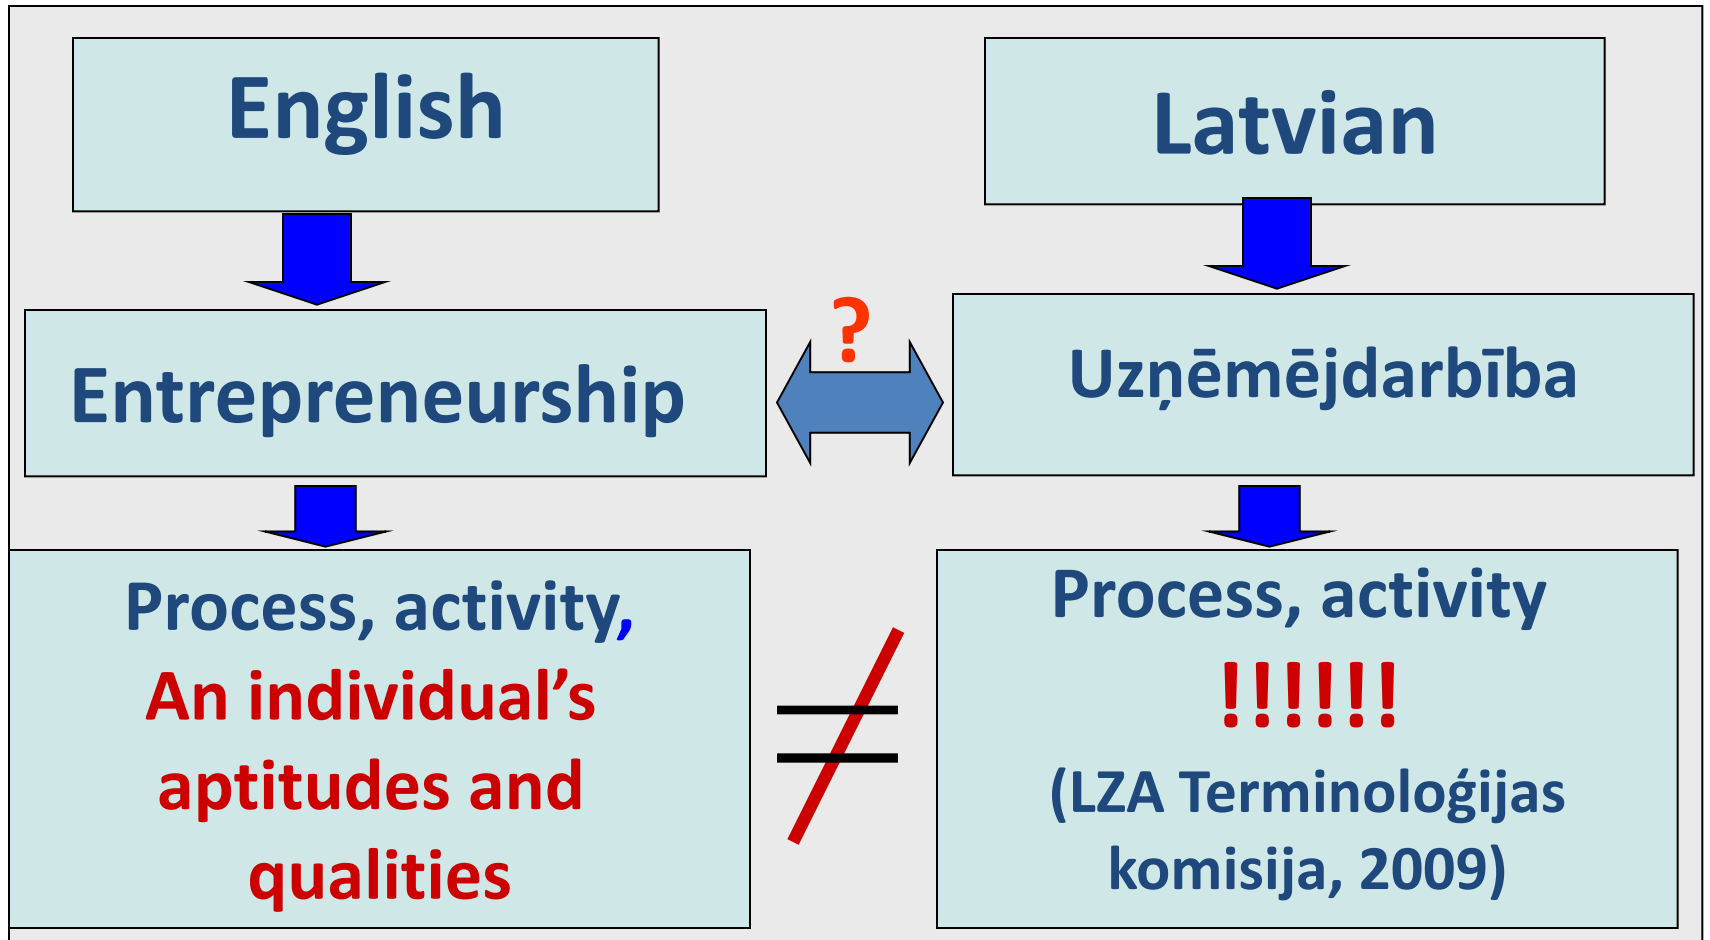 English
Latvian
?
Entrepreneurship
Uzņēmējdarbība
Process, activity,
An individual’s
aptitudes and
qualities
Process, activity
!!!!!!
(LZA Terminoloģijas
komisija, 2009)